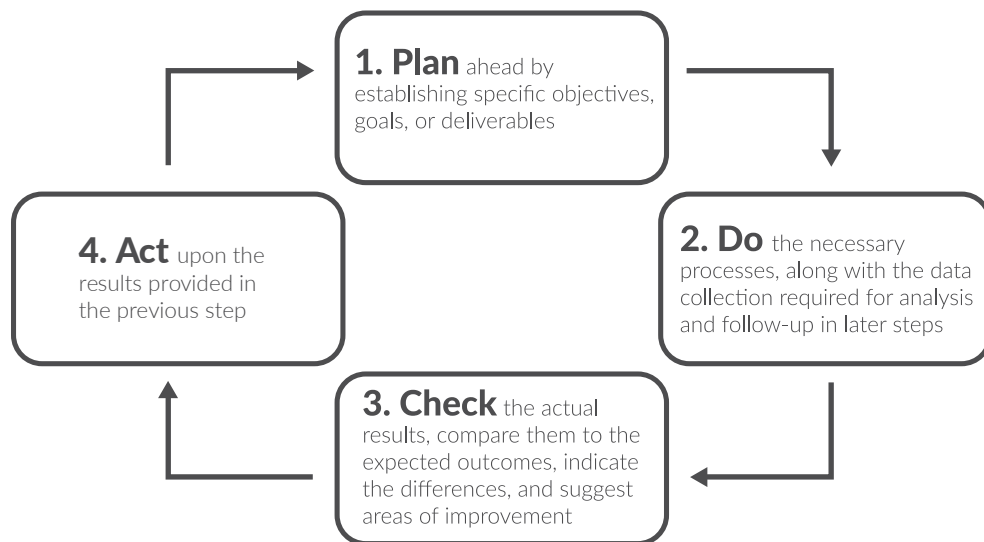 1. Plan ahead by
establishing specific objectives,
goals, or deliverables
2. Do the necessary
processes, along with the data
collection required for analysis
and follow-up in later steps
3. Check the actual
results, compare them to the
expected outcomes, indicate
the differences, and suggest
areas of improvement
4. Act upon the
results provided in
the previous step